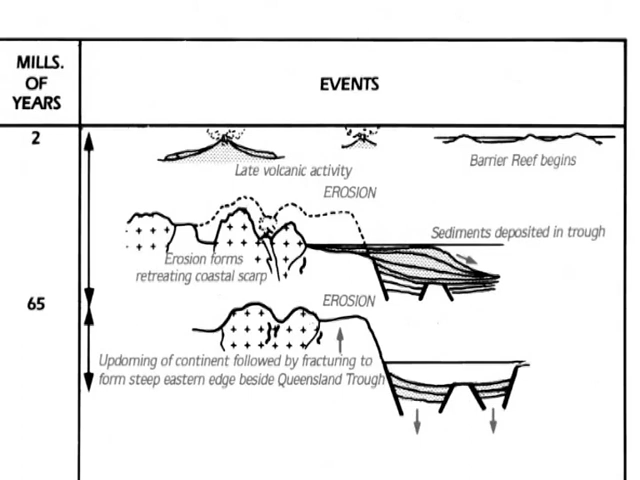 MILLS.
OF
YEARS
EVENTS
2
Late volcanic activity
Barrier Reef begins
EROSION
Sediments deposited in trough
Erosion forms
retreating coastal scarp
65
EROSION
Updoming of continent followed by fracturing to
form steep eastern edge beside Queensland Trough